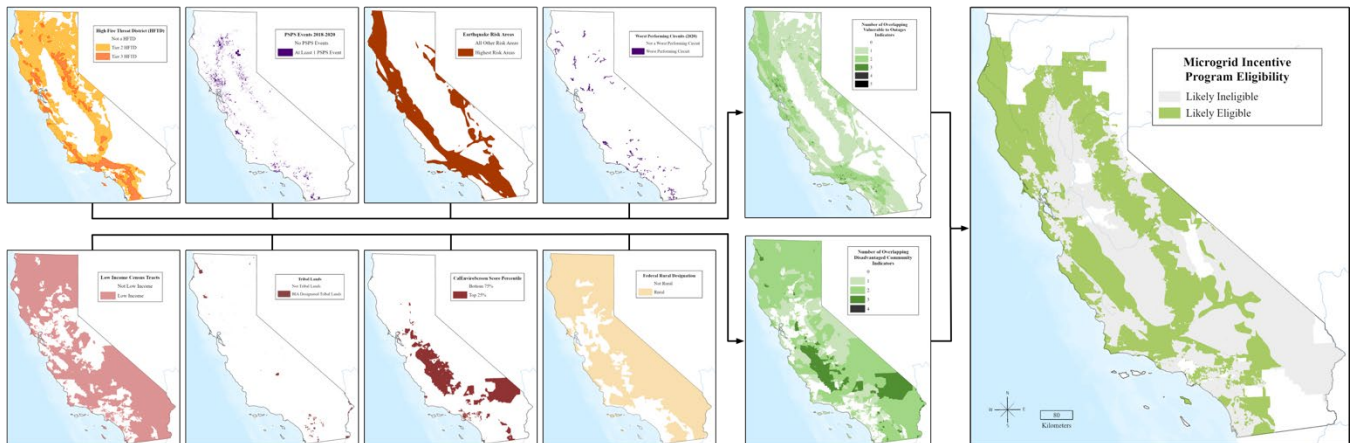 High Fire Threat District (HFTD)
Not a HFTD
Tier 2 HFTD
Tier 3 HFTD
PSPS Events 2018-2020
No PSPS Events
At Least 1 PSPS Event
Earthquake Risk Areas
All Other Risk Areas
Highest Risk Areas
Worst Performing Circuits (2020)
Not a Worst Performing Circuit
Worst Performing Circuit
Number of Overlapping
Vulnerable to Outages
Indicators
0
1
2
3
4
5
Microgrid Incentive
Program Eligibility
Likely Ineligible
Likely Eligible
Low Income Census Tracts
Not Low Income
Low Income
Tribal Lands
Not Tribal Lands
BIA Designated Tribal Lands
CalEnviroScreen Score Percentile
Bottom 75%
Top 25%
Federal Rural Designation
Not Rural
Rural
Number of Overlapping
Disadvantaged Community
Indicators
0
1
2
3
4
N
W
E
S
80
Kilometers